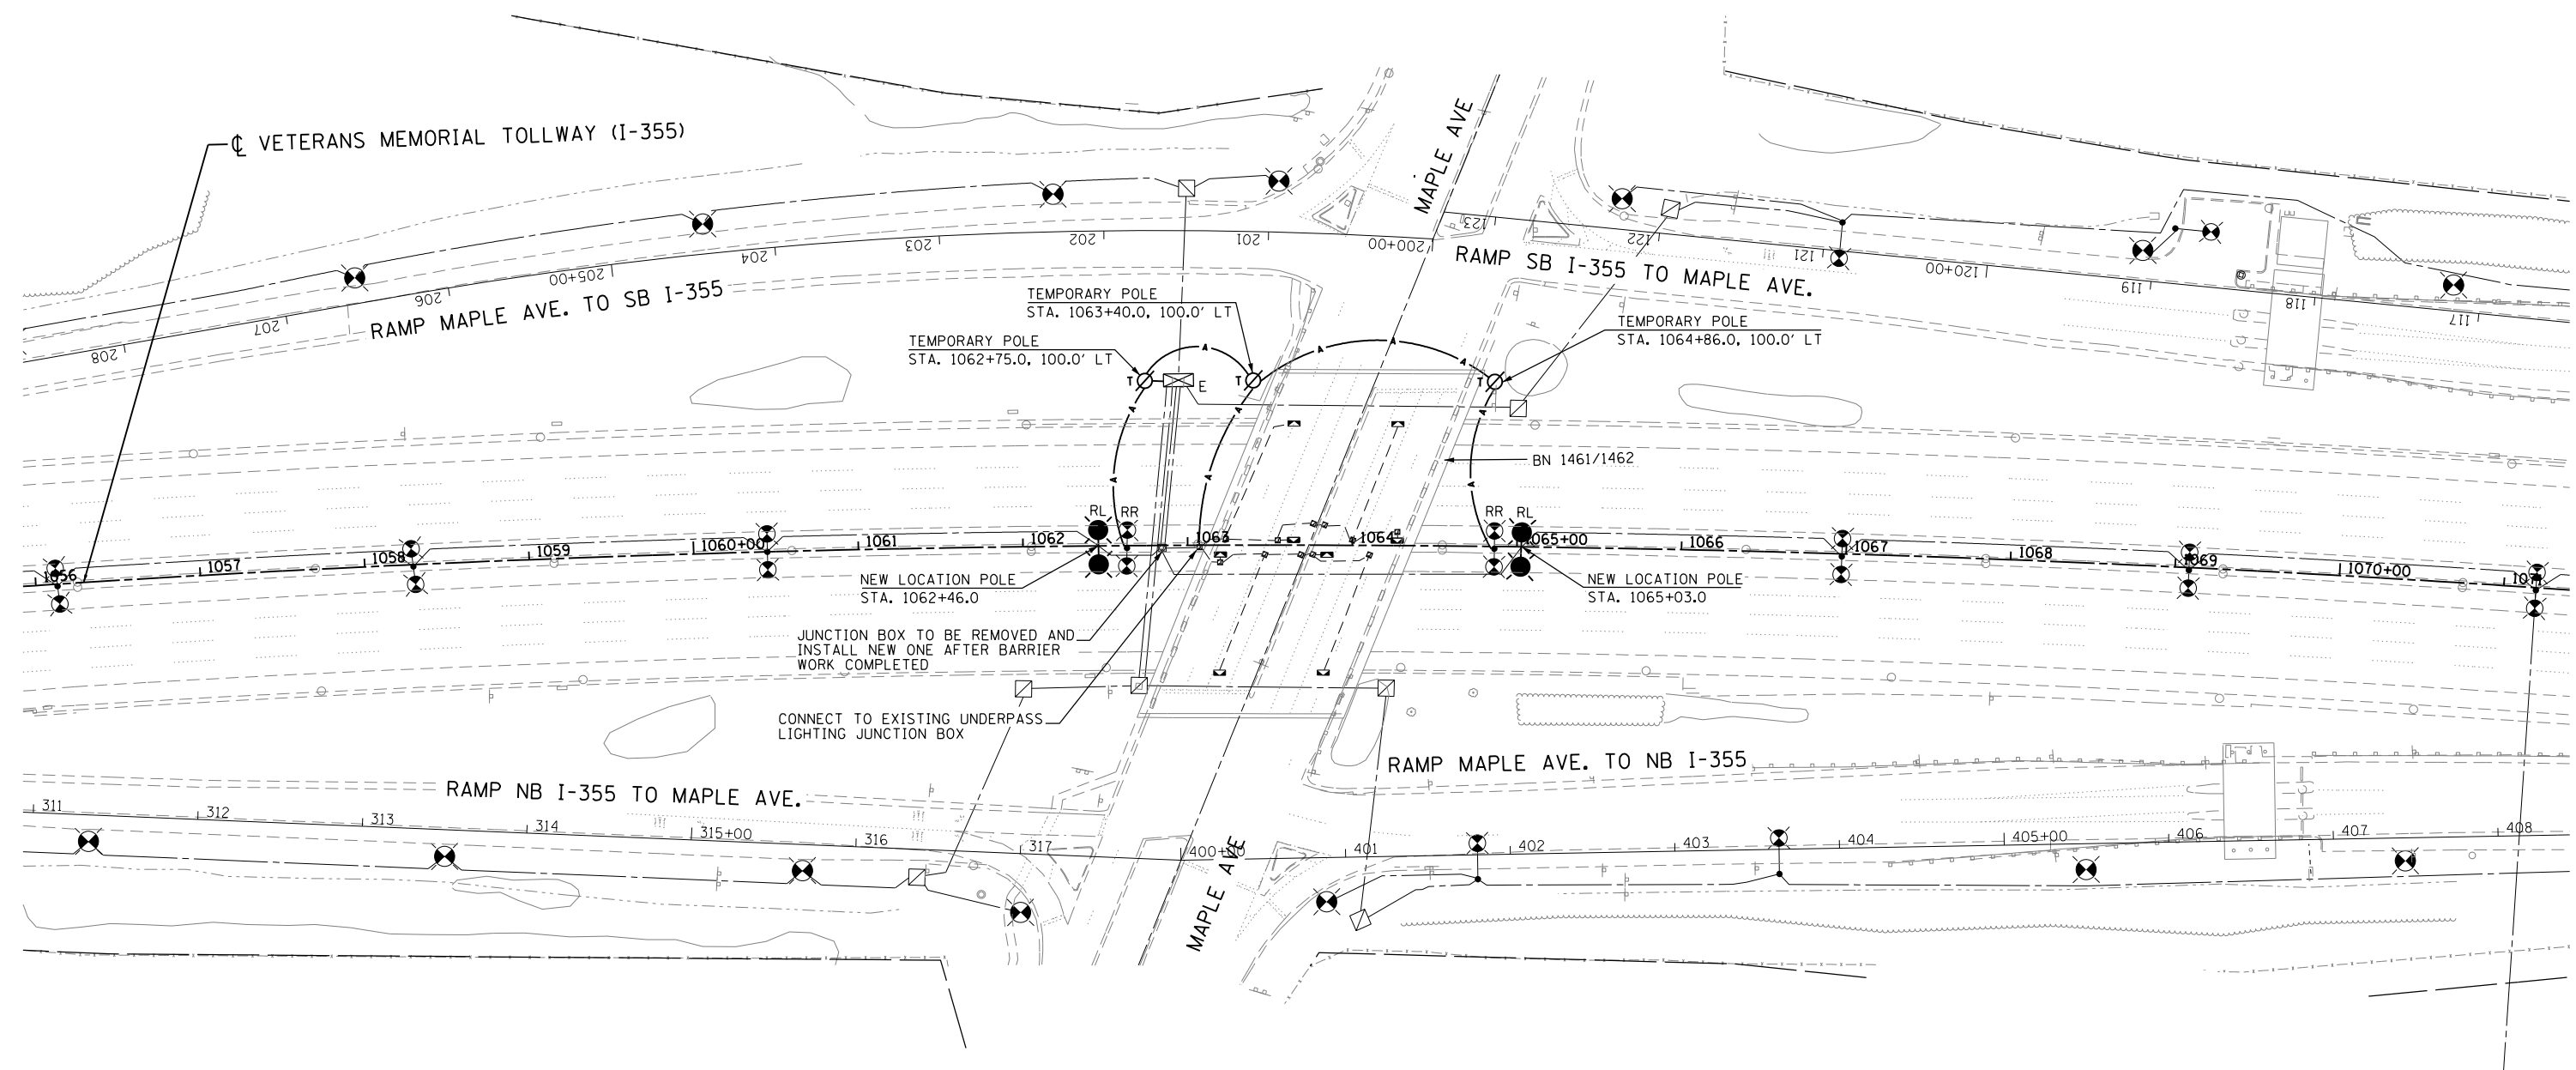 ℄ VETERANS MEMORIAL TOLLWAY (I-355)
MAPLE AVE
123
122
121
120+00
119
118
117
208
207
206
205+00
204
203
202
201
200+00
RAMP MAPLE AVE. TO SB I-355
RAMP SB I-355 TO MAPLE AVE.
TEMPORARY POLE
STA. 1063+40.0, 100.0' LT
TEMPORARY POLE
STA. 1062+75.0, 100.0' LT
TEMPORARY POLE
STA. 1064+86.0, 100.0' LT
T
E
T
T
A
A
A
A
A
A
A
A
A
A
BN 1461/1462
RL
RR
RR
RL
1056
1057
1058
1059
1060+00
1061
1062
1063
1064
1065+00
1066
1067
1068
1069
1070+00
1071
NEW LOCATION POLE
STA. 1062+46.0
NEW LOCATION POLE
STA. 1065+03.0
JUNCTION BOX TO BE REMOVED AND
INSTALL NEW ONE AFTER BARRIER
WORK COMPLETED
CONNECT TO EXISTING UNDERPASS
LIGHTING JUNCTION BOX
RAMP NB I-355 TO MAPLE AVE.
RAMP MAPLE AVE. TO NB I-355
311
312
313
314
315+00
316
317
400+00
401
402
403
404
405+00
406
407
408
MAPLE AVE